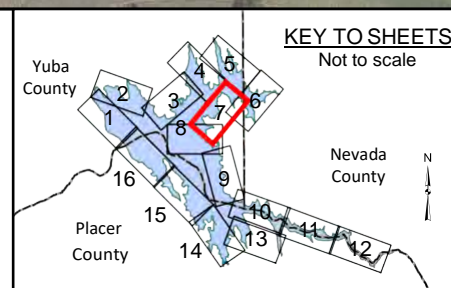 KEY TO SHEETS
Not to scale
Yuba
County
Nevada
County
Placer
County
N
1
2
3
4
5
6
7
8
9
10
11
12
13
14
15
16